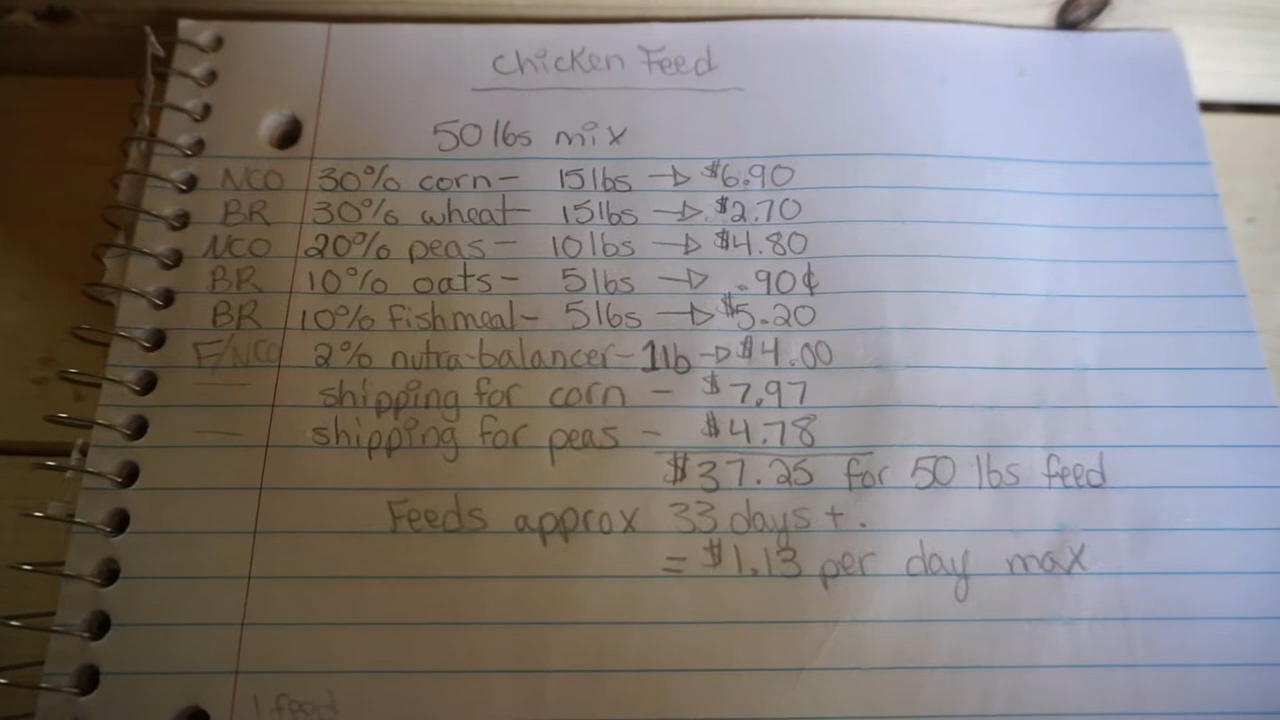 Chicken Feed
50 lbs mix
NCO 30% corn - 15lbs → $6.90
BR 30% wheat - 15lbs → $2.70
NCO 20% peas - 10lbs → $4.80
BR 10% oats - 5lbs → .90¢
BR 10% fishmeal - 5lbs → $5.20
F/NCO 2% nutra-balancer - 1lb → $4.00
— shipping for corn - $7.97
— shipping for peas - $4.78
$37.25 for 50 lbs feed
Feeds approx 33 days +.
= $1.13 per day max
feed